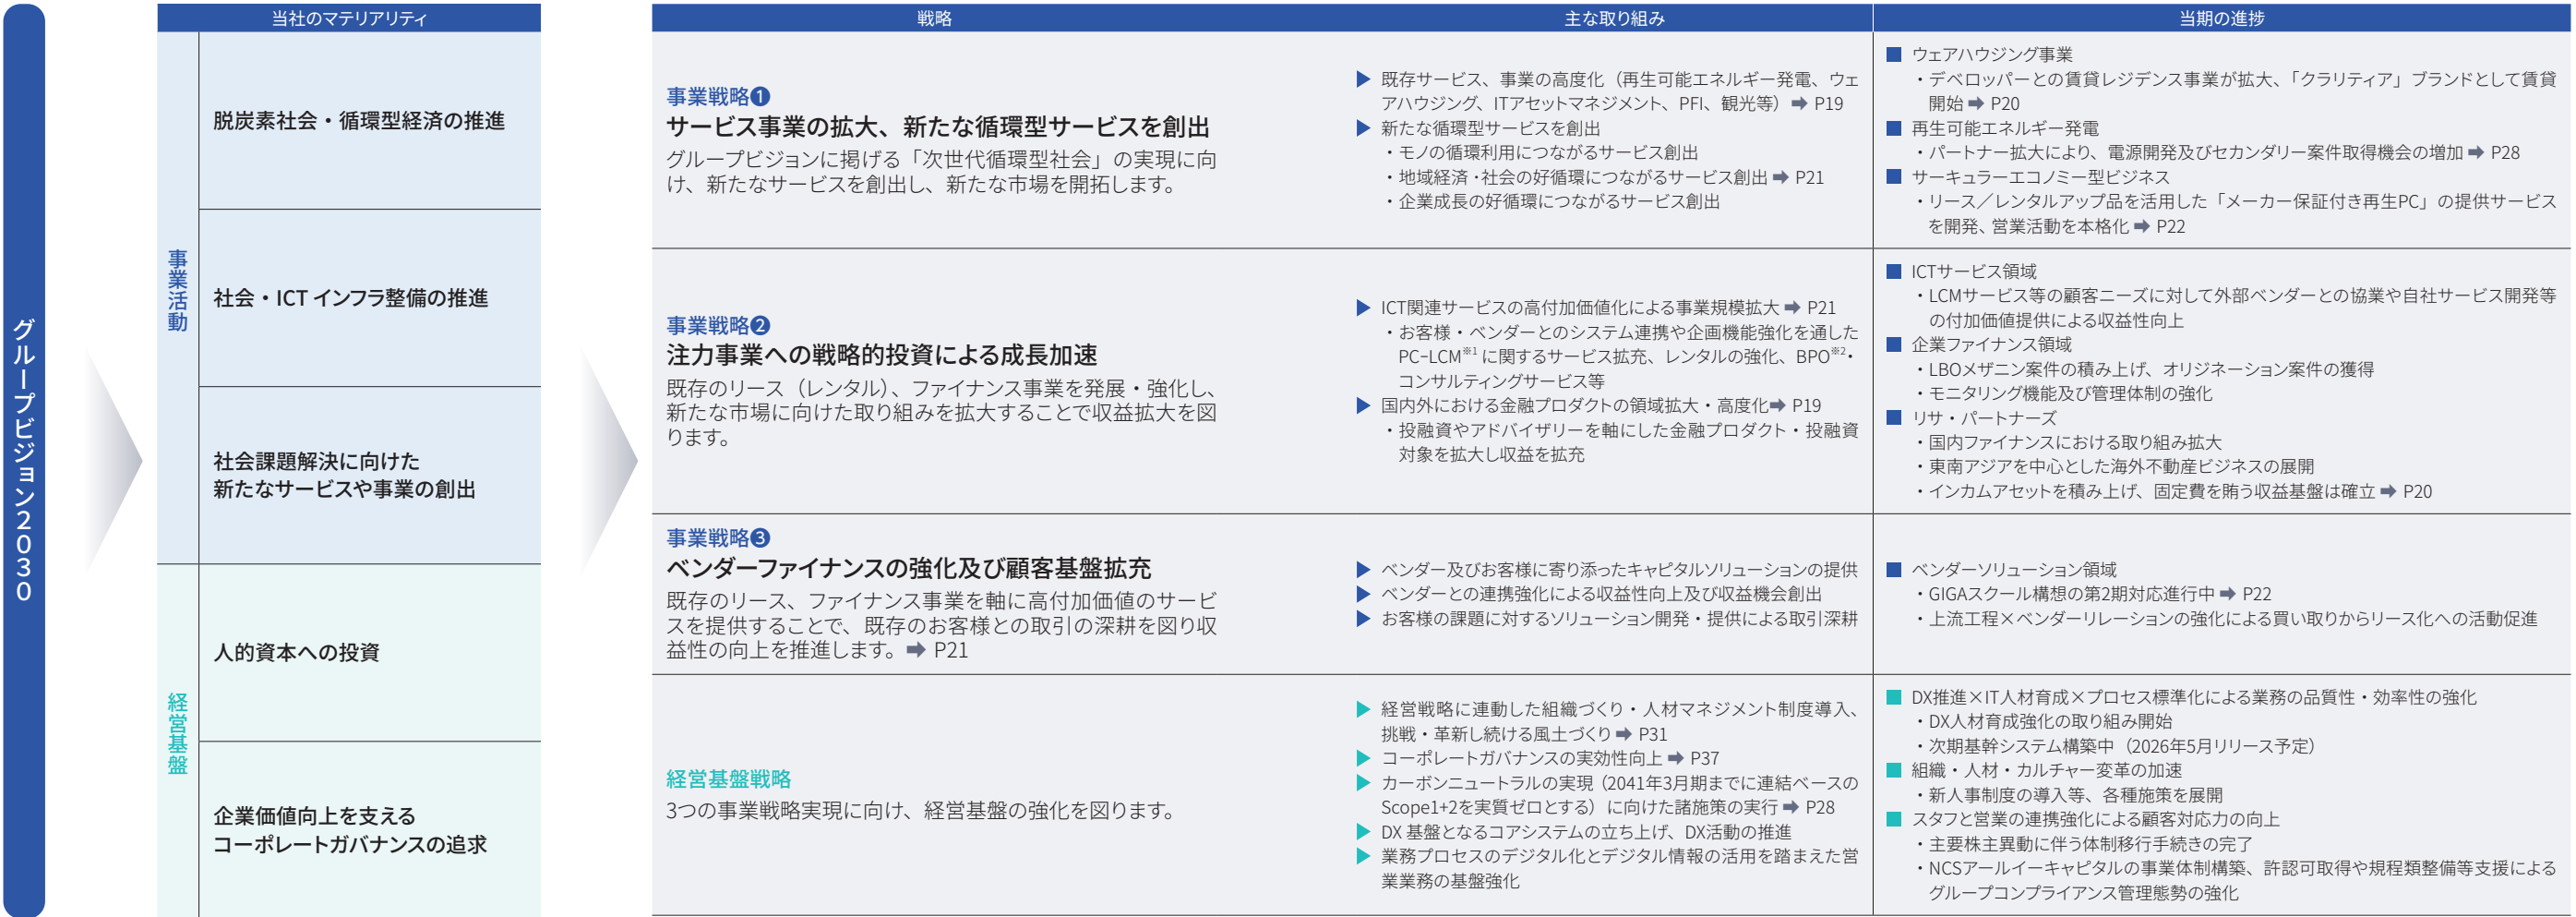 グループビジョン2030
当社のマテリアリティ
事業活動
脱炭素社会・循環型経済の推進
社会・ICT インフラ整備の推進
社会課題解決に向けた
新たなサービスや事業の創出
経営基盤
人的資本への投資
企業価値向上を支える
コーポレートガバナンスの追求
戦略
主な取り組み
当期の進捗
事業戦略❶
サービス事業の拡大、新たな循環型サービスを創出
グループビジョンに掲げる「次世代循環型社会」の実現に向
け、新たなサービスを創出し、新たな市場を開拓します。
▶ 既存サービス、事業の高度化（再生可能エネルギー発電、ウェ
アハウジング、ITアセットマネジメント、PFI、観光等）➡ P19
▶ 新たな循環型サービスを創出
・モノの循環利用につながるサービス創出
・地域経済・社会の好循環につながるサービス創出 ➡ P21
・企業成長の好循環につながるサービス創出
■ ウェアハウジング事業
・デベロッパーとの賃貸レジデンス事業が拡大、「クラリティア」ブランドとして賃貸
開始 ➡ P20
■ 再生可能エネルギー発電
・パートナー拡大により、電源開発及びセカンダリー案件取得機会の増加 ➡ P28
■ サーキュラーエコノミー型ビジネス
・リース／レンタルアップ品を活用した「メーカー保証付き再生PC」の提供サービス
を開発、営業活動を本格化 ➡ P22
事業戦略❷
注力事業への戦略的投資による成長加速
既存のリース（レンタル）、ファイナンス事業を発展・強化し、
新たな市場に向けた取り組みを拡大することで収益拡大を図
ります。
▶ ICT関連サービスの高付加価値化による事業規模拡大 ➡ P21
・お客様・ベンダーとのシステム連携や企画機能強化を通した
PC-LCM※1 に関するサービス拡充、レンタルの強化、BPO※2・
コンサルティングサービス等
▶ 国内外における金融プロダクトの領域拡大・高度化➡ P19
・投融資やアドバイザリーを軸にした金融プロダクト・投融資
対象を拡大し収益を拡充
■ ICTサービス領域
・LCMサービス等の顧客ニーズに対して外部ベンダーとの協業や自社サービス開発等
の付加価値提供による収益性向上
■ 企業ファイナンス領域
・LBOメザニン案件の積み上げ、オリジネーション案件の獲得
・モニタリング機能及び管理体制の強化
■ リサ・パートナーズ
・国内ファイナンスにおける取り組み拡大
・東南アジアを中心とした海外不動産ビジネスの展開
・インカムアセットを積み上げ、固定費を賄う収益基盤は確立 ➡ P20
事業戦略❸
ベンダーファイナンスの強化及び顧客基盤拡充
既存のリース、ファイナンス事業を軸に高付加価値のサービ
スを提供することで、既存のお客様との取引の深耕を図り収
益性の向上を推進します。➡ P21
▶ ベンダー及びお客様に寄り添ったキャピタルソリューションの提供
▶ ベンダーとの連携強化による収益性向上及び収益機会創出
▶ お客様の課題に対するソリューション開発・提供による取引深耕
■ ベンダーソリューション領域
・GIGAスクール構想の第2期対応進行中 ➡ P22
・上流工程×ベンダーリレーションの強化による買い取りからリース化への活動促進
経営基盤戦略
3つの事業戦略実現に向け、経営基盤の強化を図ります。
▶ 経営戦略に連動した組織づくり・人材マネジメント制度導入、
挑戦・革新し続ける風土づくり ➡ P31
▶ コーポレートガバナンスの実効性向上 ➡ P37
▶ カーボンニュートラルの実現（2041年3月期までに連結ベースの
Scope1+2を実質ゼロとする）に向けた諸施策の実行 ➡ P28
▶ DX 基盤となるコアシステムの立ち上げ、DX活動の推進
▶ 業務プロセスのデジタル化とデジタル情報の活用を踏まえた営
業業務の基盤強化
■ DX推進×IT人材育成×プロセス標準化による業務の品質性・効率性の強化
・DX人材育成強化の取り組み開始
・次期基幹システム構築中（2026年5月リリース予定）
■ 組織・人材・カルチャー変革の加速
・新人事制度の導入等、各種施策を展開
■ スタフと営業の連携強化による顧客対応力の向上
・主要株主異動に伴う体制移行手続きの完了
・NCSアールイーキャピタルの事業体制構築、許認可取得や規程類整備等支援による
グループコンプライアンス管理態勢の強化